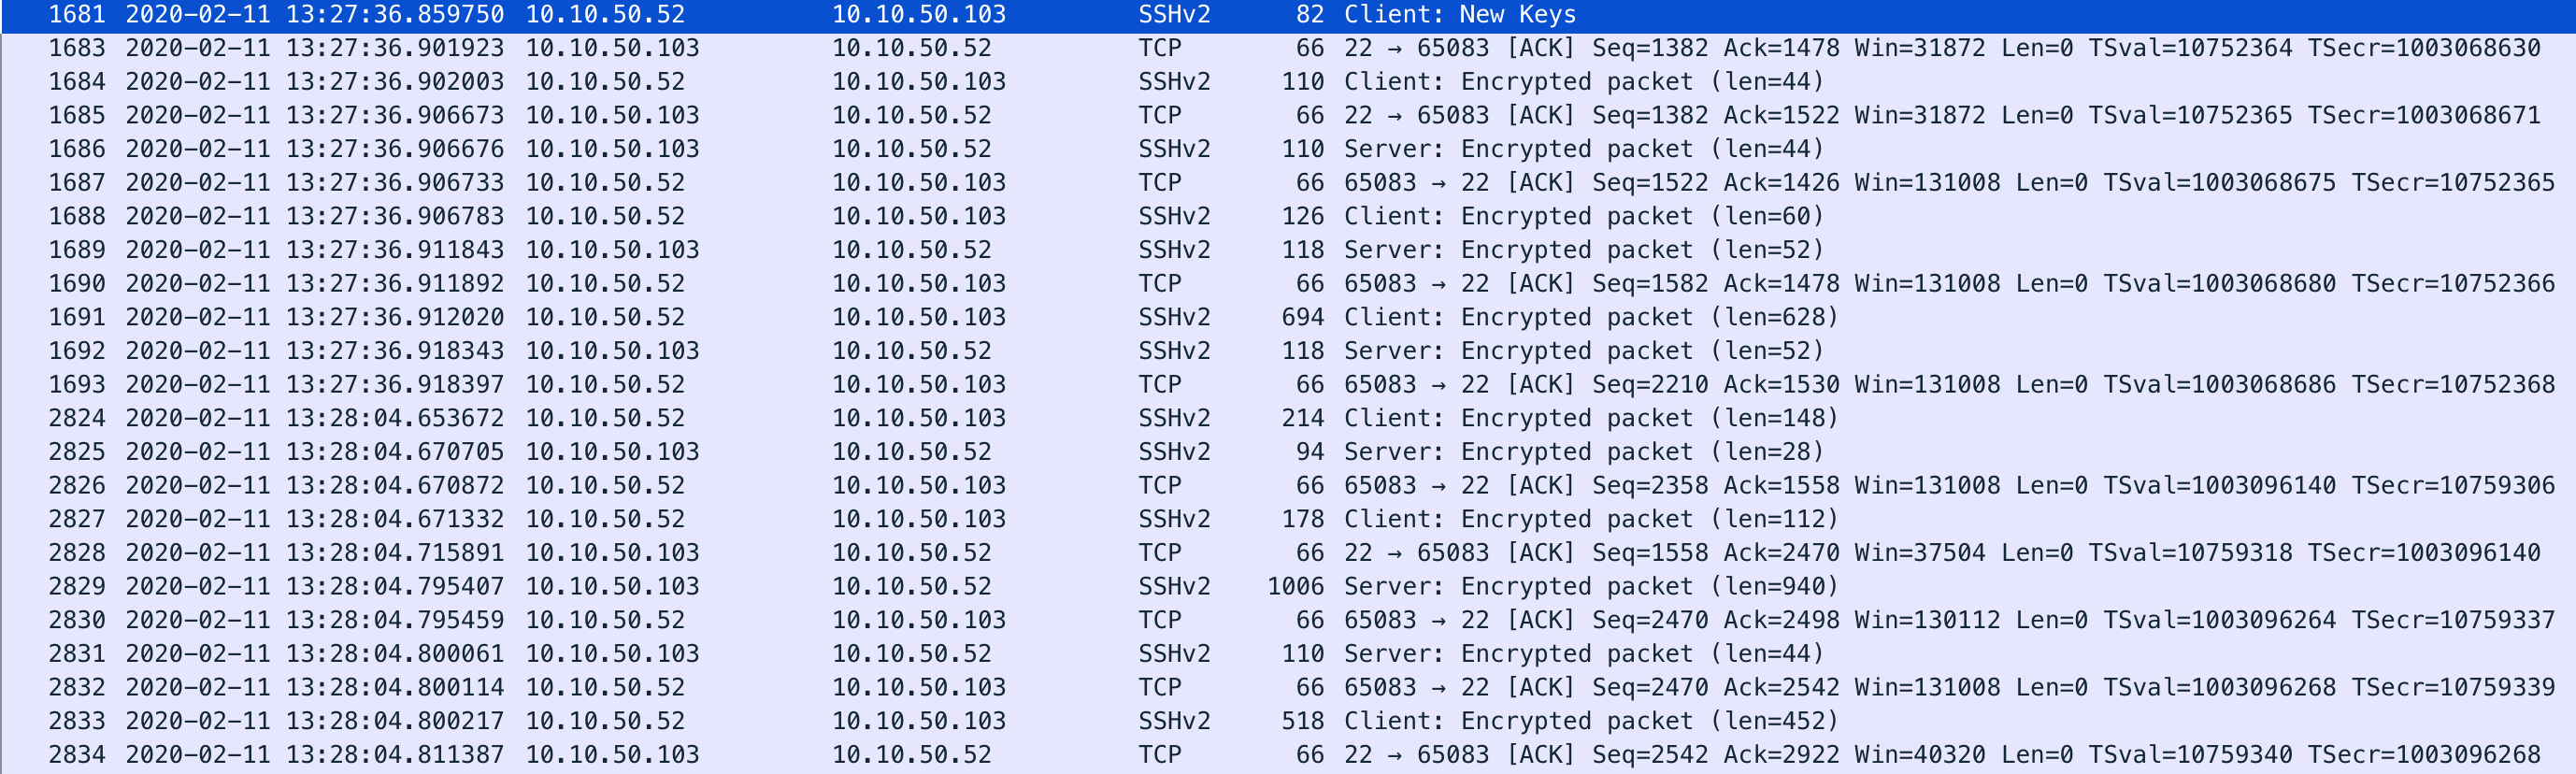 1681 2020-02-11 13:27:36.859750 10.10.50.52 10.10.50.103 SSHv2 82 Client: New Keys
1683 2020-02-11 13:27:36.901923 10.10.50.103 10.10.50.52 TCP 66 22 → 65083 [ACK] Seq=1382 Ack=1478 Win=31872 Len=0 TSval=10752364 TSecr=1003068630
1684 2020-02-11 13:27:36.902003 10.10.50.52 10.10.50.103 SSHv2 110 Client: Encrypted packet (len=44)
1685 2020-02-11 13:27:36.906673 10.10.50.103 10.10.50.52 TCP 66 22 → 65083 [ACK] Seq=1382 Ack=1522 Win=31872 Len=0 TSval=10752365 TSecr=1003068671
1686 2020-02-11 13:27:36.906676 10.10.50.103 10.10.50.52 SSHv2 110 Server: Encrypted packet (len=44)
1687 2020-02-11 13:27:36.906733 10.10.50.52 10.10.50.103 TCP 66 65083 → 22 [ACK] Seq=1522 Ack=1426 Win=131008 Len=0 TSval=1003068675 TSecr=10752365
1688 2020-02-11 13:27:36.906783 10.10.50.52 10.10.50.103 SSHv2 126 Client: Encrypted packet (len=60)
1689 2020-02-11 13:27:36.911843 10.10.50.103 10.10.50.52 SSHv2 118 Server: Encrypted packet (len=52)
1690 2020-02-11 13:27:36.911892 10.10.50.52 10.10.50.103 TCP 66 65083 → 22 [ACK] Seq=1582 Ack=1478 Win=131008 Len=0 TSval=1003068680 TSecr=10752366
1691 2020-02-11 13:27:36.912020 10.10.50.52 10.10.50.103 SSHv2 694 Client: Encrypted packet (len=628)
1692 2020-02-11 13:27:36.918343 10.10.50.103 10.10.50.52 SSHv2 118 Server: Encrypted packet (len=52)
1693 2020-02-11 13:27:36.918397 10.10.50.52 10.10.50.103 TCP 66 65083 → 22 [ACK] Seq=2210 Ack=1530 Win=131008 Len=0 TSval=1003068686 TSecr=10752368
2824 2020-02-11 13:28:04.653672 10.10.50.52 10.10.50.103 SSHv2 214 Client: Encrypted packet (len=148)
2825 2020-02-11 13:28:04.670705 10.10.50.103 10.10.50.52 SSHv2 94 Server: Encrypted packet (len=28)
2826 2020-02-11 13:28:04.670872 10.10.50.52 10.10.50.103 TCP 66 65083 → 22 [ACK] Seq=2358 Ack=1558 Win=131008 Len=0 TSval=1003096140 TSecr=10759306
2827 2020-02-11 13:28:04.671332 10.10.50.52 10.10.50.103 SSHv2 178 Client: Encrypted packet (len=112)
2828 2020-02-11 13:28:04.715891 10.10.50.103 10.10.50.52 TCP 66 22 → 65083 [ACK] Seq=1558 Ack=2470 Win=37504 Len=0 TSval=10759318 TSecr=1003096140
2829 2020-02-11 13:28:04.795407 10.10.50.103 10.10.50.52 SSHv2 1006 Server: Encrypted packet (len=940)
2830 2020-02-11 13:28:04.795459 10.10.50.52 10.10.50.103 TCP 66 65083 → 22 [ACK] Seq=2470 Ack=2498 Win=130112 Len=0 TSval=1003096264 TSecr=10759337
2831 2020-02-11 13:28:04.800061 10.10.50.103 10.10.50.52 SSHv2 110 Server: Encrypted packet (len=44)
2832 2020-02-11 13:28:04.800114 10.10.50.52 10.10.50.103 TCP 66 65083 → 22 [ACK] Seq=2470 Ack=2542 Win=131008 Len=0 TSval=1003096268 TSecr=10759339
2833 2020-02-11 13:28:04.800217 10.10.50.52 10.10.50.103 SSHv2 518 Client: Encrypted packet (len=452)
2834 2020-02-11 13:28:04.811387 10.10.50.103 10.10.50.52 TCP 66 22 → 65083 [ACK] Seq=2542 Ack=2922 Win=40320 Len=0 TSval=10759340 TSecr=1003096268